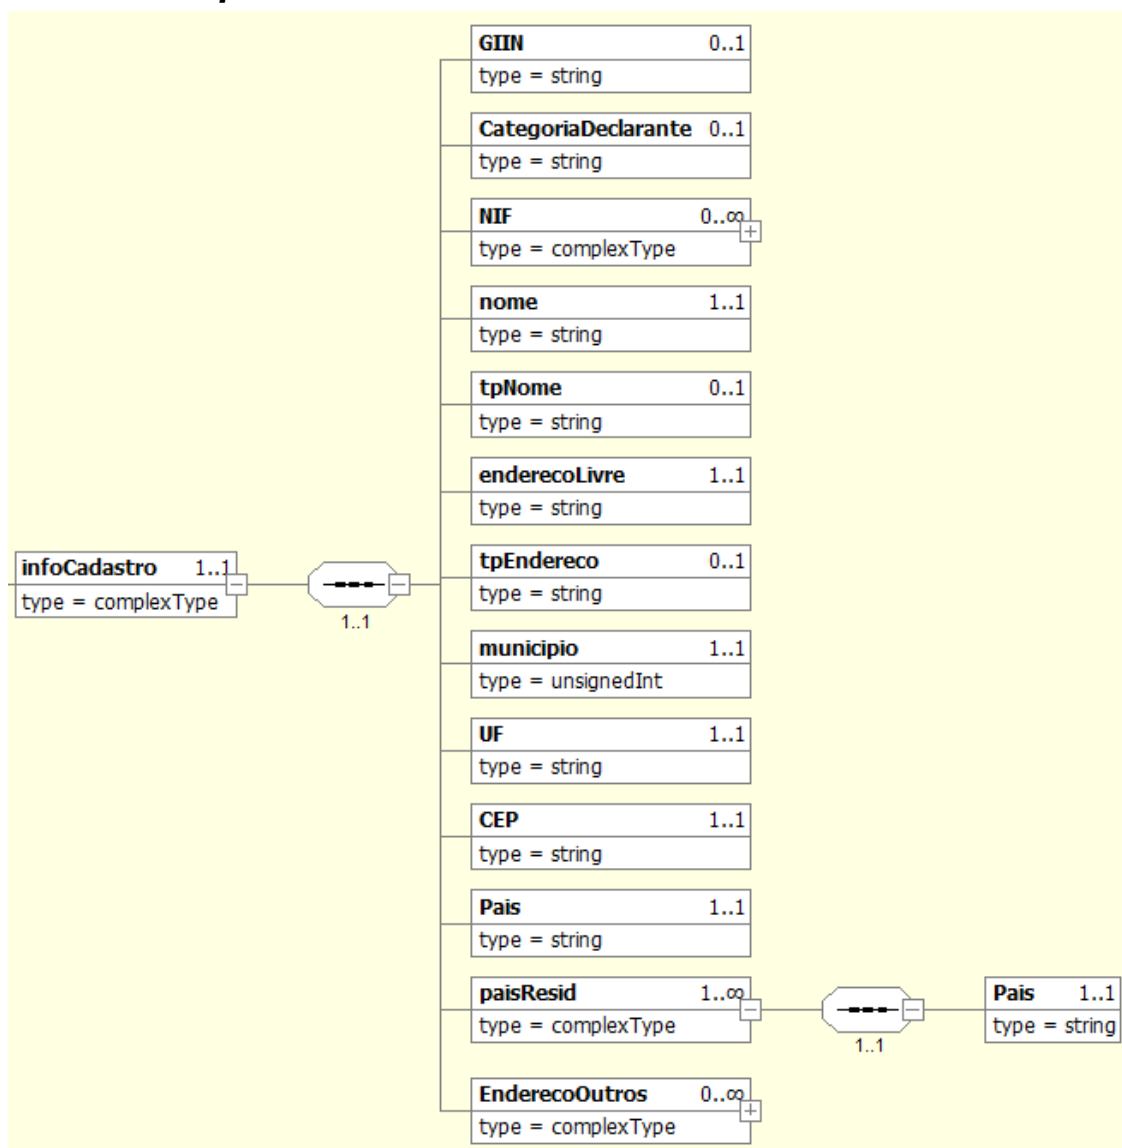 GIIN 0..1
type = string
CategoriaDeclarante 0..1
type = string
NIF 0..∞
type = complexType
nome 1..1
type = string
tpNome 0..1
type = string
enderecoLivre 1..1
type = string
infoCadastro 1..1
type = complexType
1..1
tpEndereco 0..1
type = string
municipio 1..1
type = unsignedInt
UF 1..1
type = string
CEP 1..1
type = string
Pais 1..1
type = string
paisResid 1..∞
type = complexType
1..1
Pais 1..1
type = string
EnderecoOutros 0..∞
type = complexType